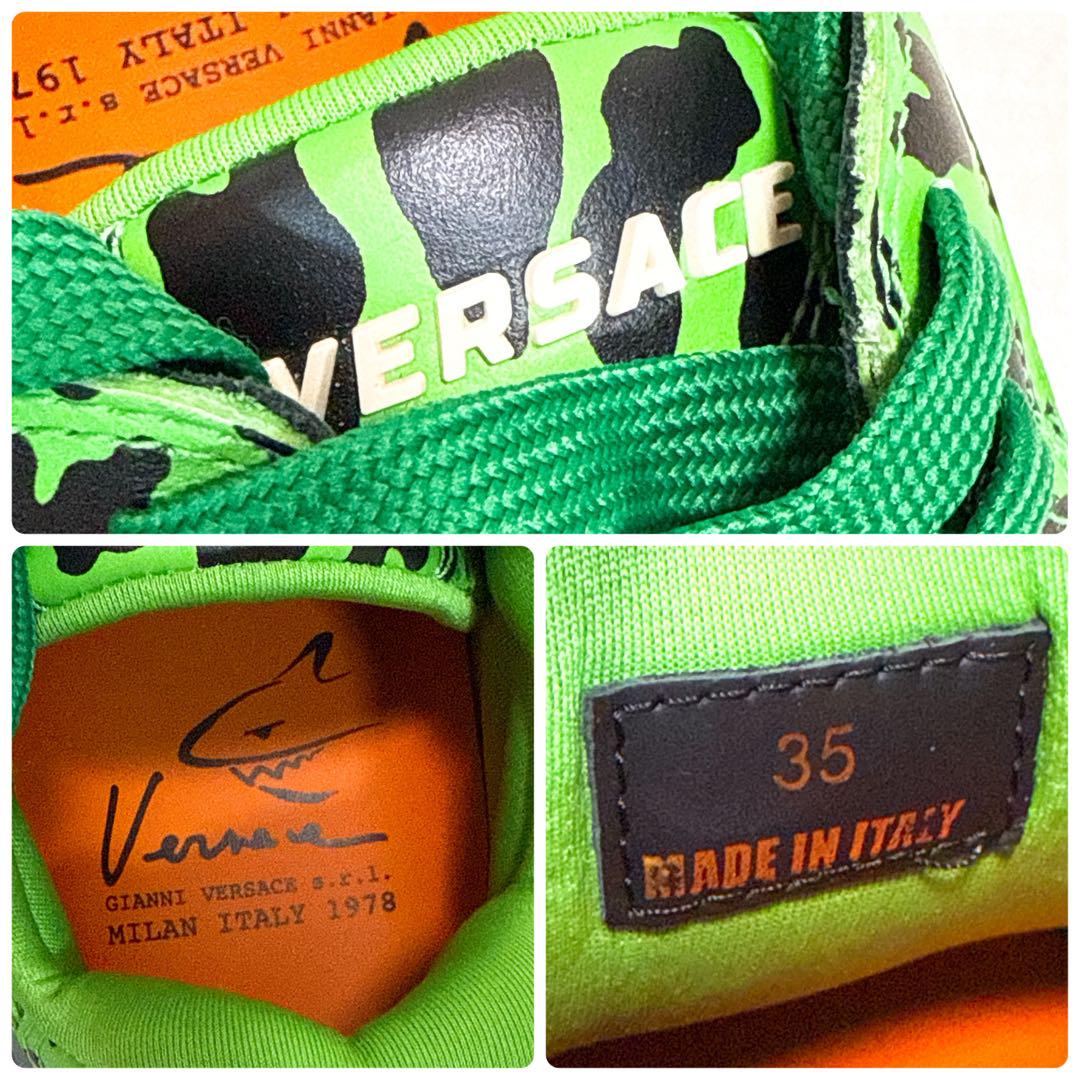 GIANNI VERSACE s.r.l.
ITALY 197
VERSACE
Versace
GIANNI VERSACE s.r.l.
MILAN ITALY 1978
35
MADE IN ITALY